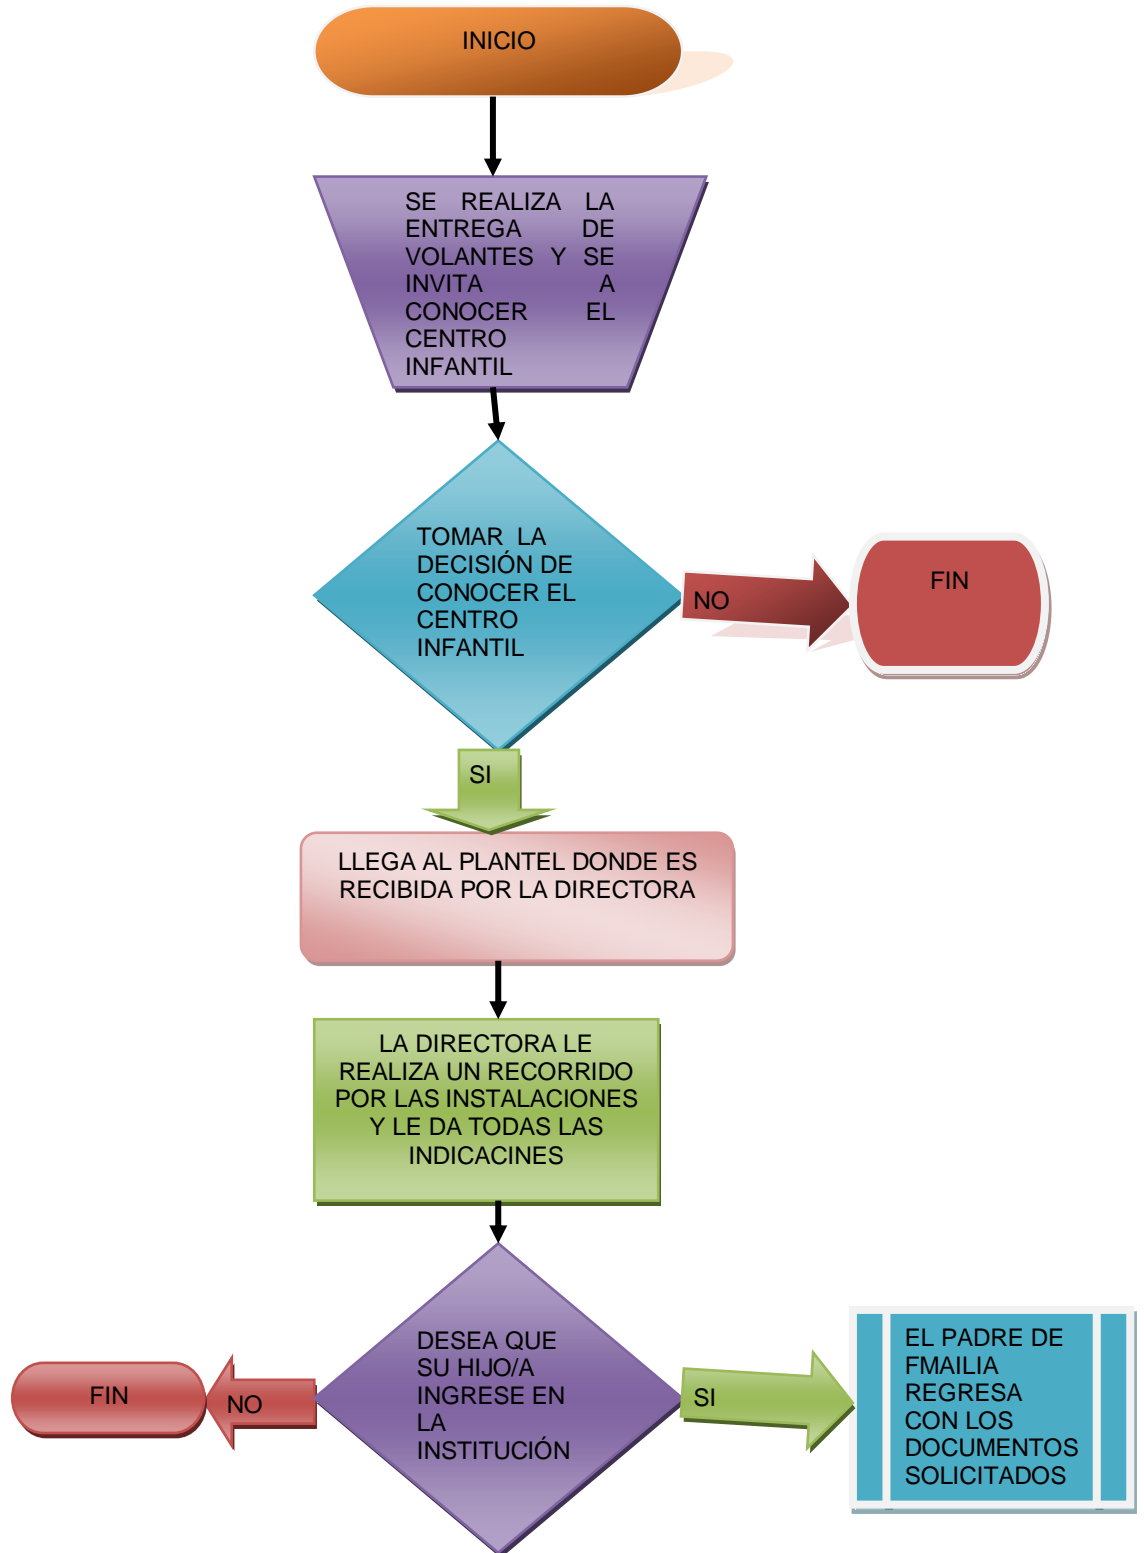 INICIO
SE REALIZA LA
ENTREGA DE
VOLANTES Y SE
INVITA A
CONOCER EL
CENTRO
INFANTIL
TOMAR LA
DECISIÓN DE
CONOCER EL
CENTRO
INFANTIL
NO
FIN
SI
LLEGA AL PLANTEL DONDE ES
RECIBIDA POR LA DIRECTORA
LA DIRECTORA LE
REALIZA UN RECORRIDO
POR LAS INSTALACIONES
Y LE DA TODAS LAS
INDICACINES
DESEA QUE
SU HIJO/A
INGRESE EN
LA
INSTITUCIÓN
NO
FIN
SI
EL PADRE DE
FMAILIA
REGRESA
CON LOS
DOCUMENTOS
SOLICITADOS